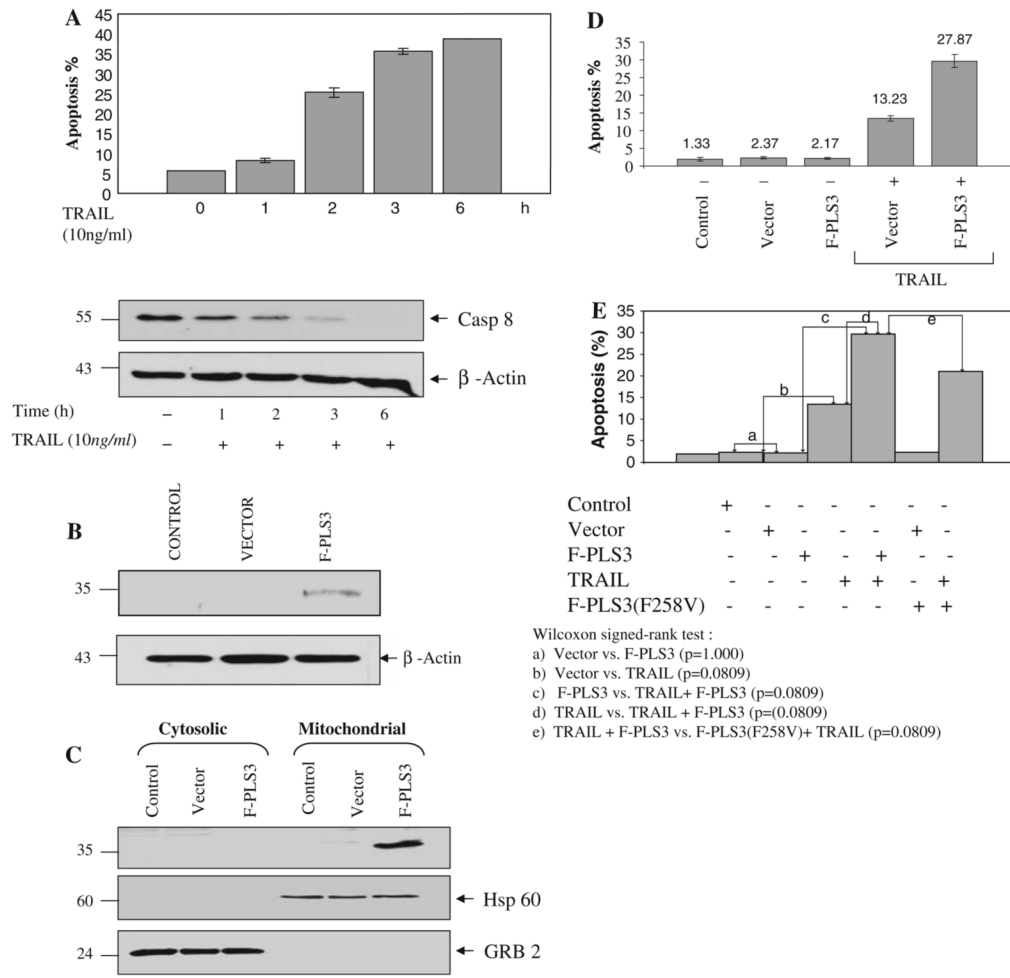 A
Apoptosis %
45
40
35
30
25
20
15
10
5
0
0 1 2 3 6 h
TRAIL
(10ng/ml)
55 Casp 8
43 β -Actin
Time (h) – 1 2 3 6
TRAIL (10ng/ml) – + + + +
B
CONTROL
VECTOR
F-PLS3
35
43 β -Actin
C
Cytosolic Mitochondrial
Control
Vector
F-PLS3
Control
Vector
F-PLS3
35
60 Hsp 60
24 GRB 2
D
Apoptosis %
35
30
25
20
15
10
5
0
1.33 2.37 2.17 13.23 27.87
Control –
Vector –
F-PLS3 –
Vector +
F-PLS3 +
TRAIL
E
Apoptosis (%)
35
30
25
20
15
10
5
0
a b c d e
Control + - - - - - -
Vector - + - - - + -
F-PLS3 - - + - + - -
TRAIL - - - + + - +
F-PLS3(F258V) - - - - - + +
Wilcoxon signed-rank test :
a) Vector vs. F-PLS3 (p=1.000)
b) Vector vs. TRAIL (p=0.0809)
c) F-PLS3 vs. TRAIL+ F-PLS3 (p=0.0809)
d) TRAIL vs. TRAIL + F-PLS3 (p=(0.0809)
e) TRAIL + F-PLS3 vs. F-PLS3(F258V)+ TRAIL (p=0.0809)